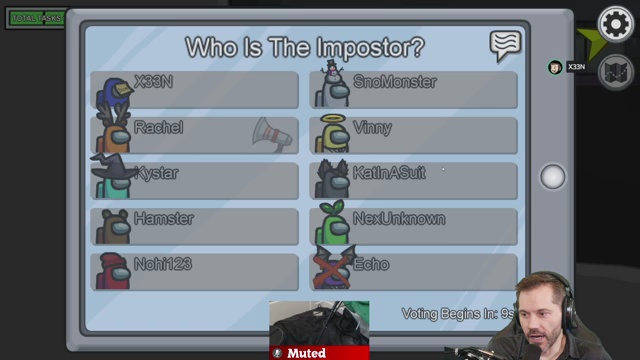 TOTAL TASKS
Who Is The Impostor?
X33N
X33N
SnoMonster
Rachel
Vinny
Kystar
KatInASuit
Hamster
NexUnknown
Nohi123
Echo
Voting Begins In: 9s
Muted